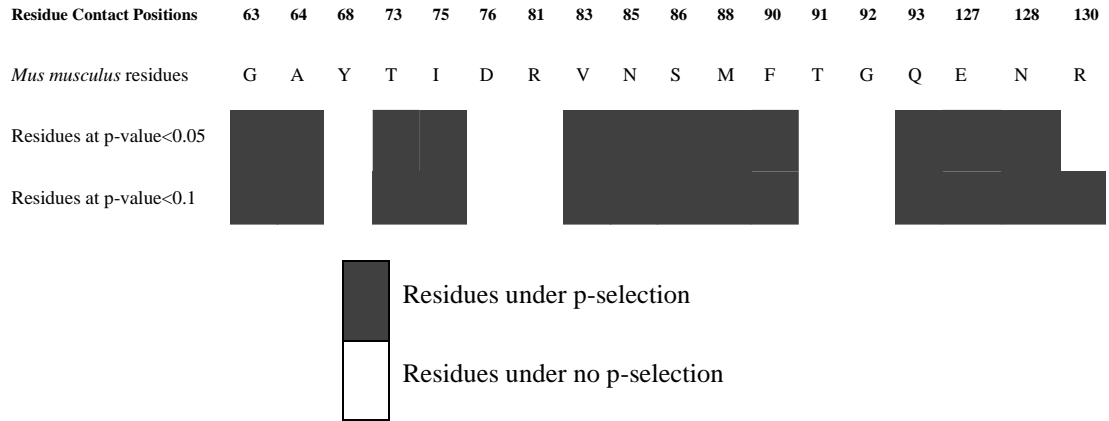 Residue Contact Positions 63 64 68 73 75 76 81 83 85 86 88 90 91 92 93 127 128 130
Mus musculus residues G A Y T I D R V N S M F T G Q E N R
Residues at p-value<0.05
Residues at p-value<0.1
Residues under p-selection
Residues under no p-selection